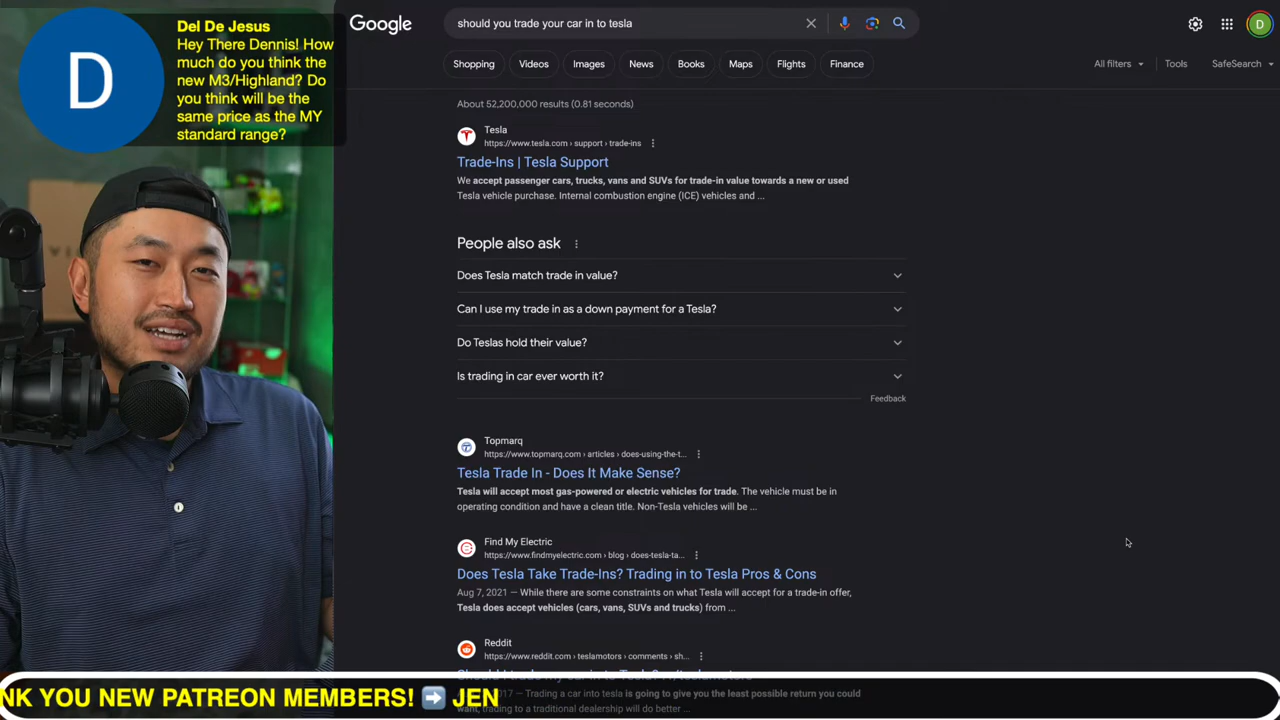 Del De Jesus
Hey There Dennis! How
much do you think the
new M3/Highland? Do
you think will be the
same price as the MY
standard range?
D
Google
should you trade your car in to tesla
D
Shopping
Videos
Images
News
Books
Maps
Flights
Finance
All filters
Tools
SafeSearch
About 52,200,000 results (0.81 seconds)
Tesla
https://www.tesla.com › support › trade-ins
Trade-Ins | Tesla Support
We accept passenger cars, trucks, vans and SUVs for trade-in value towards a new or used
Tesla vehicle purchase. Internal combustion engine (ICE) vehicles and ...
People also ask
Does Tesla match trade in value?
Can I use my trade in as a down payment for a Tesla?
Do Teslas hold their value?
Is trading in car ever worth it?
Feedback
Topmarq
https://www.topmarq.com › articles › does-using-the-t...
Tesla Trade In - Does It Make Sense?
Tesla will accept most gas-powered or electric vehicles for trade. The vehicle must be in
operating condition and have a clean title. Non-Tesla vehicles will be ...
Find My Electric
https://www.findmyelectric.com › blog › does-tesla-ta...
Does Tesla Take Trade-Ins? Trading in to Tesla Pros & Cons
Aug 7, 2021 — While there are some constraints on what Tesla will accept for a trade-in offer,
Tesla does accept vehicles (cars, vans, SUVs and trucks) from ...
Reddit
https://www.reddit.com › teslamotors › comments › sh...
2017 — Trading a car into tesla is going to give you the least possible return you could
want, trading to a traditional dealership will do better ...
NK YOU NEW PATREON MEMBERS! ➡️ JEN